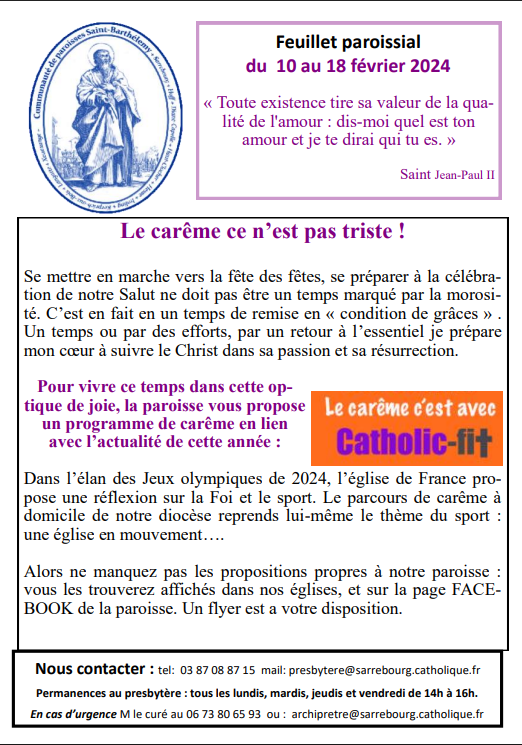 Communauté de paroisses Saint-Barthélemy
Feuillet paroissial
du 10 au 18 février 2024
« Toute existence tire sa valeur de la qua-
lité de l'amour : dis-moi quel est ton
amour et je te dirai qui tu es. »
Saint Jean-Paul II
Le carême ce n’est pas triste !
Se mettre en marche vers la fête des fêtes, se préparer à la célébra-
tion de notre Salut ne doit pas être un temps marqué par la morosi-
té. C’est en fait en un temps de remise en « condition de grâces » .
Un temps ou par des efforts, par un retour à l’essentiel je prépare
mon cœur à suivre le Christ dans sa passion et sa résurrection.
Pour vivre ce temps dans cette op-
tique de joie, la paroisse vous propose
un programme de carême en lien
avec l’actualité de cette année :
Le carême c'est avec
Catholic-fit
Dans l’élan des Jeux olympiques de 2024, l’église de France pro-
pose une réflexion sur la Foi et le sport. Le parcours de carême à
domicile de notre diocèse reprends lui-même le thème du sport :
une église en mouvement….
Alors ne manquez pas les propositions propres à notre paroisse :
vous les trouverez affichés dans nos églises, et sur la page FACE-
BOOK de la paroisse. Un flyer est a votre disposition.
Nous contacter : tel: 03 87 08 87 15 mail: presbytere@sarrebourg.catholique.fr
Permanences au presbytère : tous les lundis, mardis, jeudis et vendredi de 14h à 16h.
En cas d’urgence M le curé au 06 73 80 65 93 ou : archipretre@sarrebourg.catholique.fr